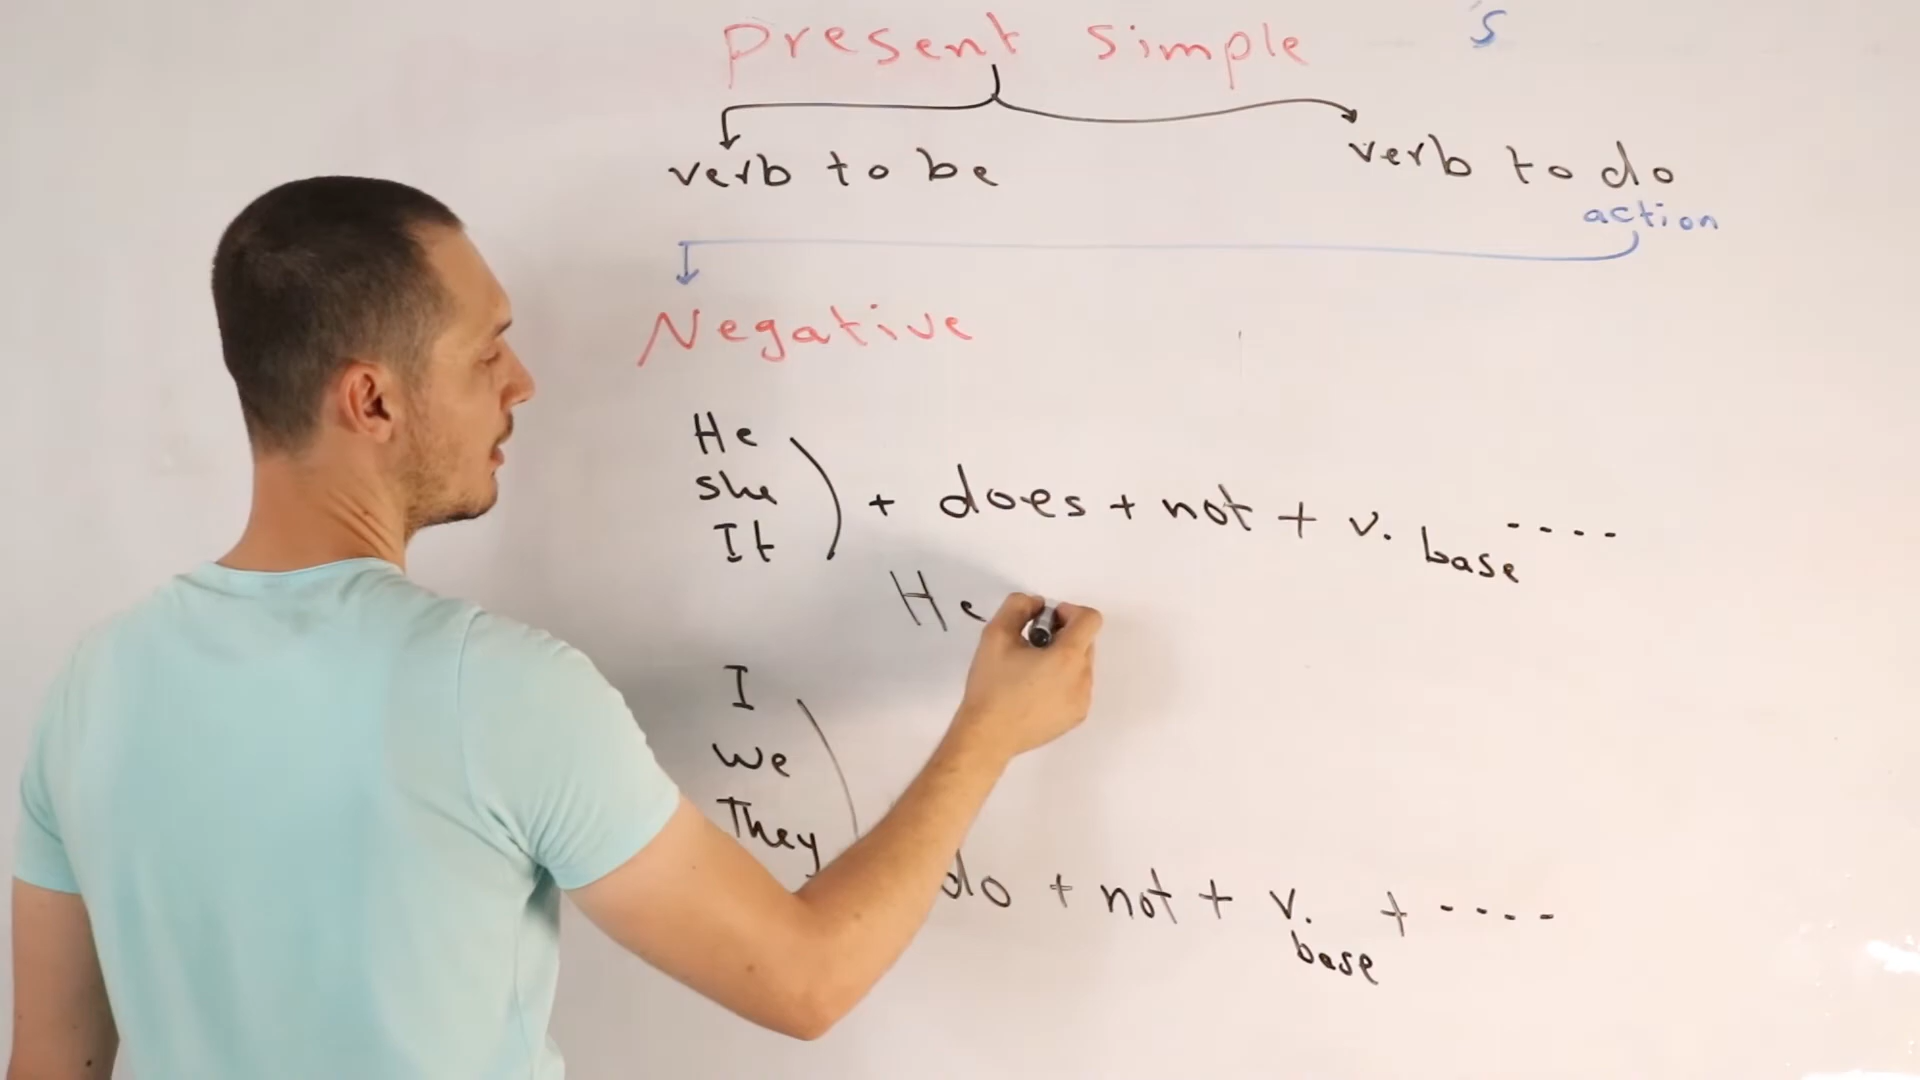 Present Simple 's
verb to be
verb to do
action
Negative
He
she
It
+ does + not + v. base ----
He
I
we
They
do + not + v. base + ----